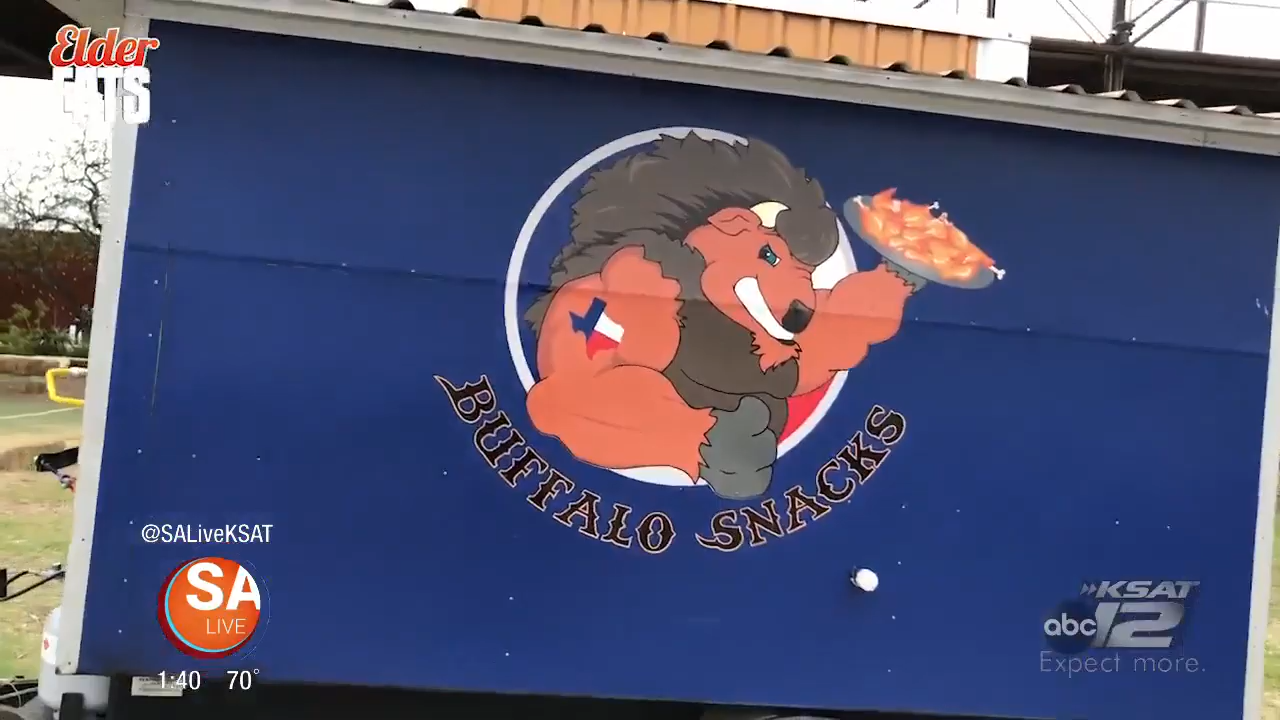 Elder
EATS
BUFFALO SNACKS
@SALiveKSAT
SA
LIVE
1:40 70°
KSAT
abc 12
Expect more.